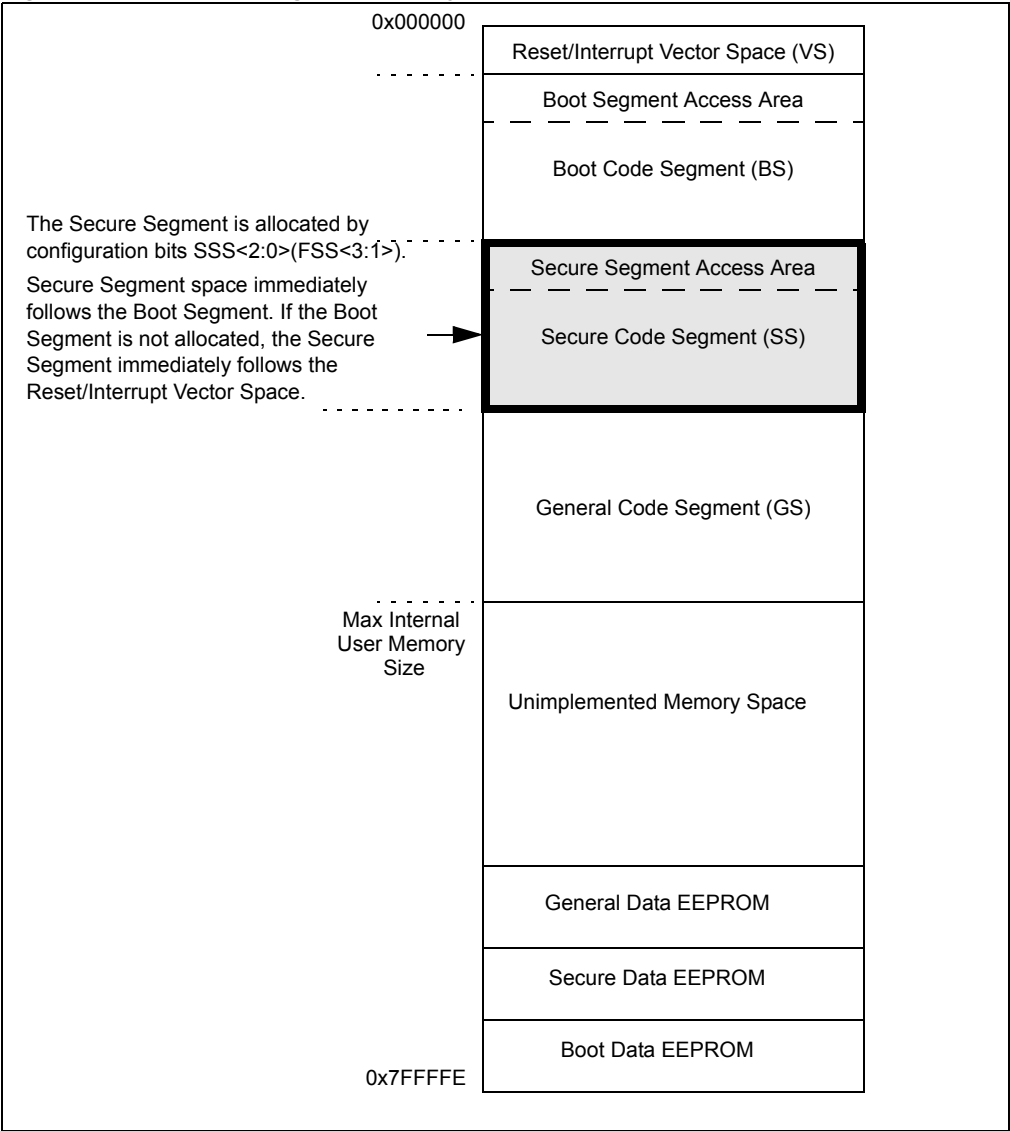 0x000000
Reset/Interrupt Vector Space (VS)
Boot Segment Access Area
Boot Code Segment (BS)
The Secure Segment is allocated by
configuration bits SSS<2:0>(FSS<3:1>).
Secure Segment space immediately
follows the Boot Segment. If the Boot
Segment is not allocated, the Secure
Segment immediately follows the
Reset/Interrupt Vector Space.
Secure Segment Access Area
Secure Code Segment (SS)
General Code Segment (GS)
Max Internal
User Memory
Size
Unimplemented Memory Space
General Data EEPROM
Secure Data EEPROM
Boot Data EEPROM
0x7FFFFE